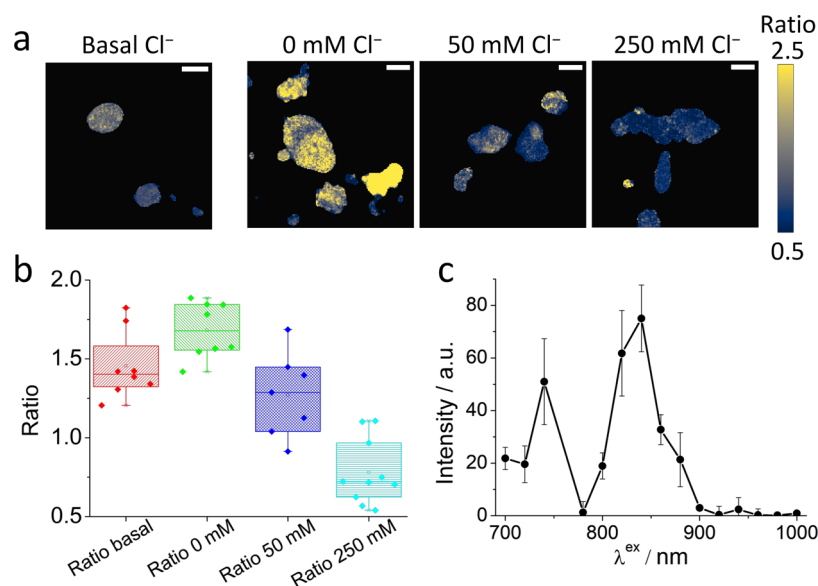 a
Basal Cl⁻
0 mM Cl⁻
50 mM Cl⁻
250 mM Cl⁻
Ratio
2.5
0.5
b
2.0
1.5
1.0
0.5
Ratio
Ratio basal
Ratio 0 mM
Ratio 50 mM
Ratio 250 mM
c
80
60
40
20
0
Intensity / a.u.
700
800
900
1000
λᵉˣ / nm